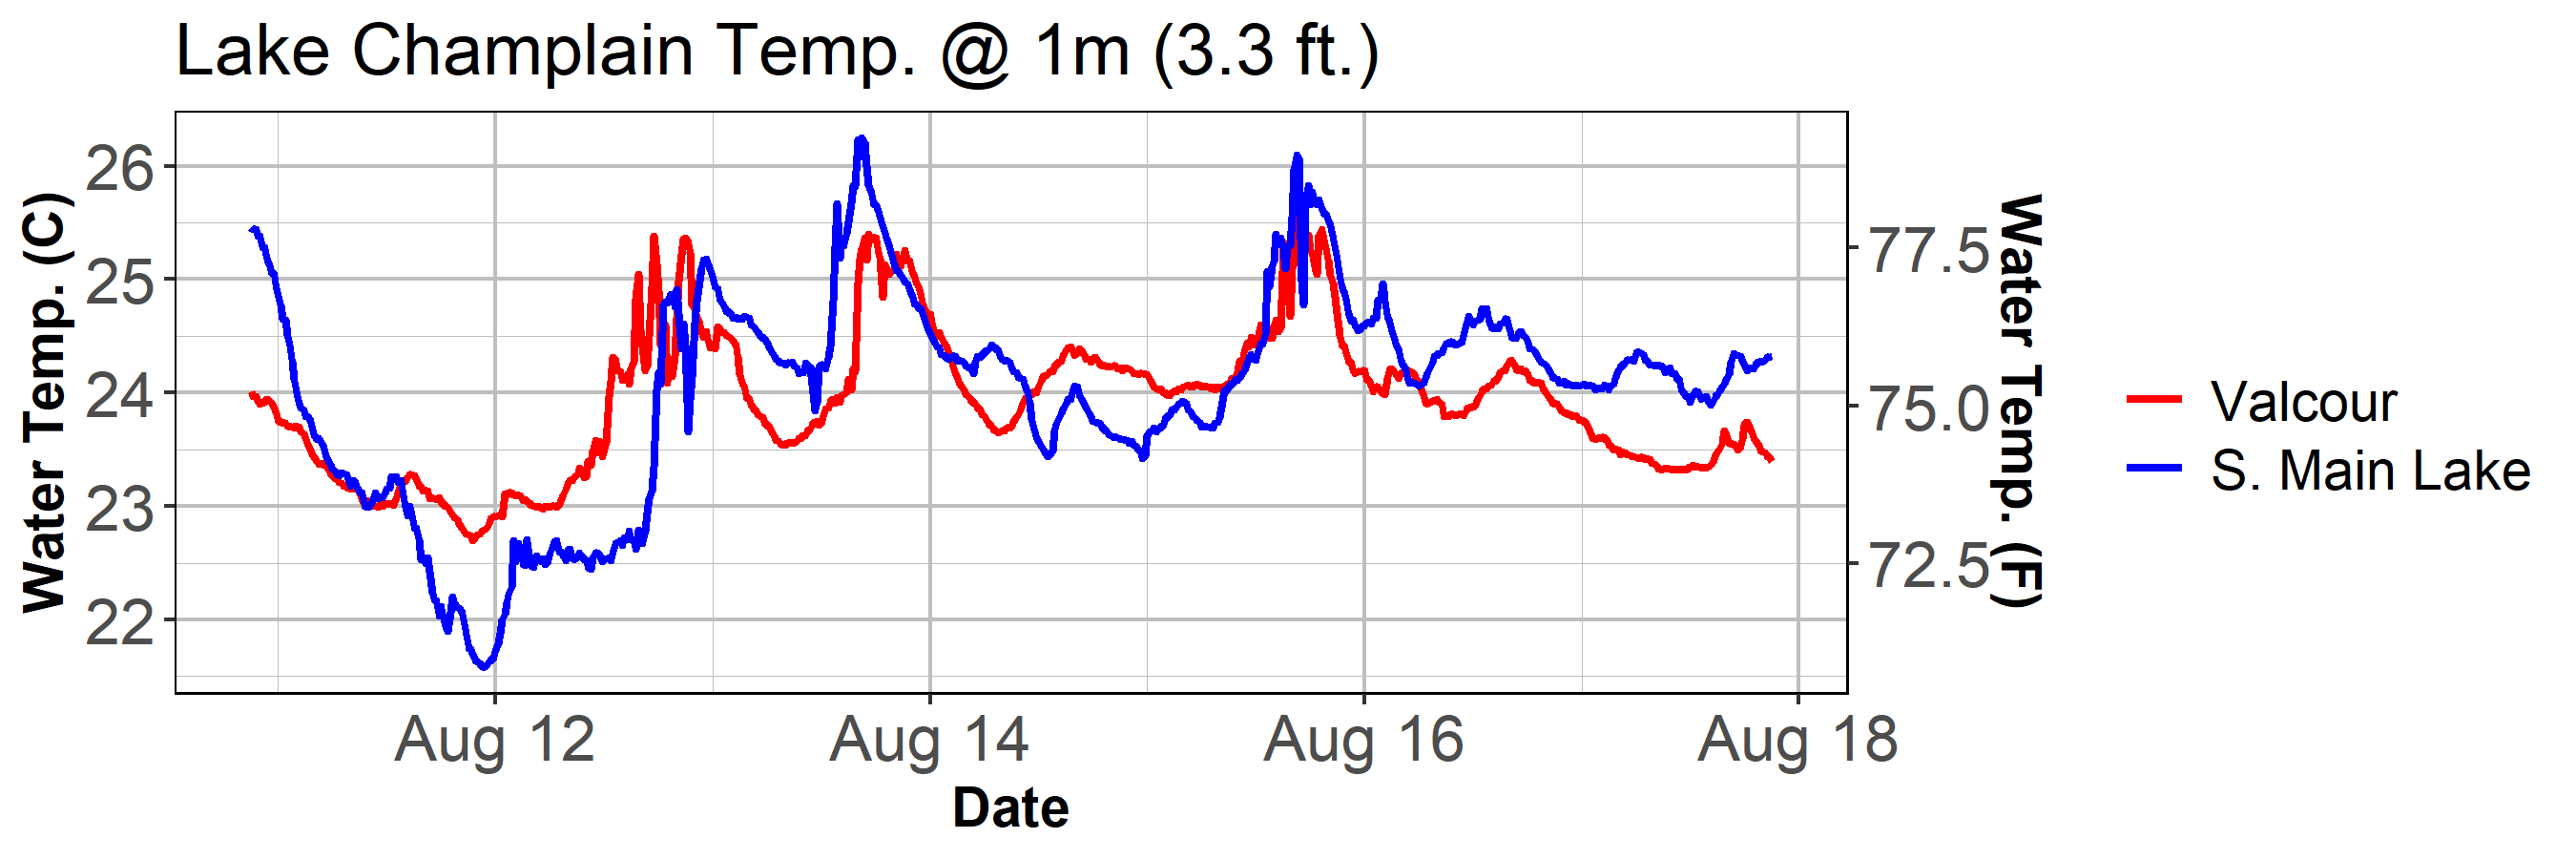 Lake Champlain Temp. @ 1m (3.3 ft.)
Water Temp. (C)
26
25
24
23
22
77.5
75.0
72.5
Water Temp. (F)
Aug 12 Aug 14 Aug 16 Aug 18
Date
Valcour
S. Main Lake